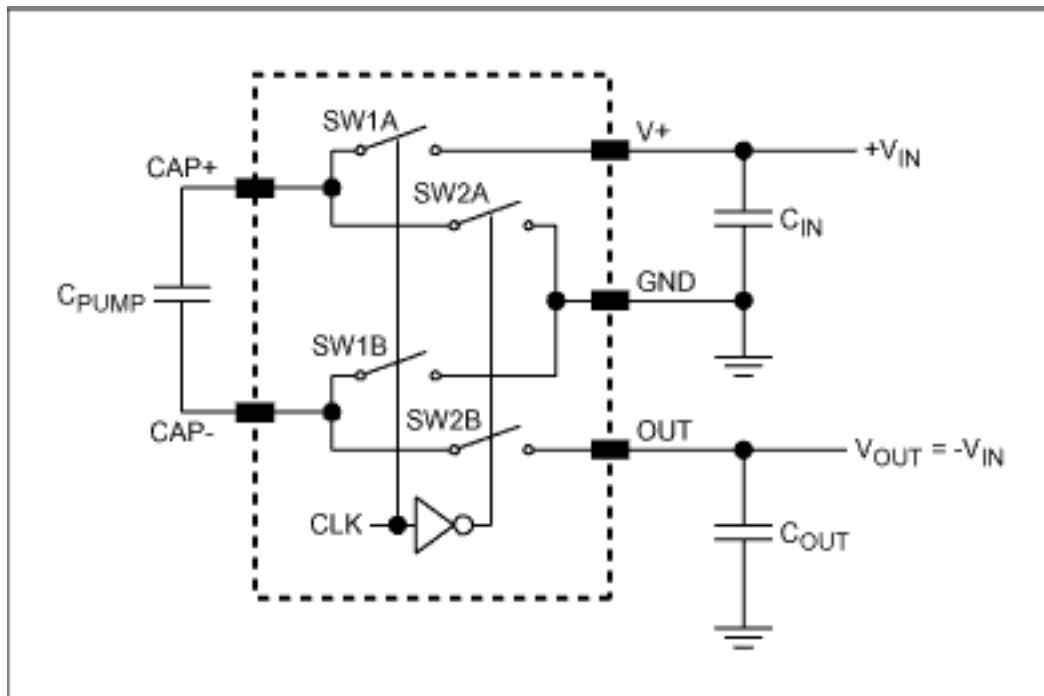 SW1A
V+
+VIN
CAP+
SW2A
CIN
GND
CPUMP
SW1B
CAP-
SW2B
OUT
VOUT = -VIN
CLK
COUT